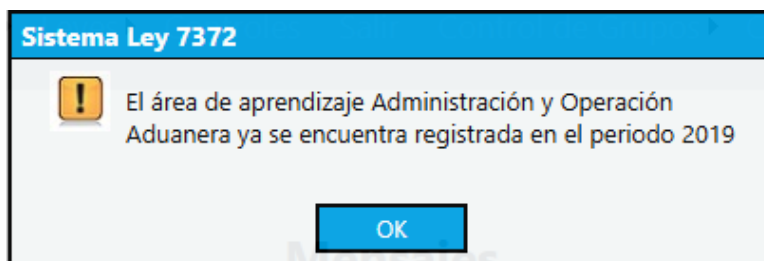 Sistema Ley 7372
El área de aprendizaje Administración y Operación
Aduanera ya se encuentra registrada en el periodo 2019
OK
Mensajes